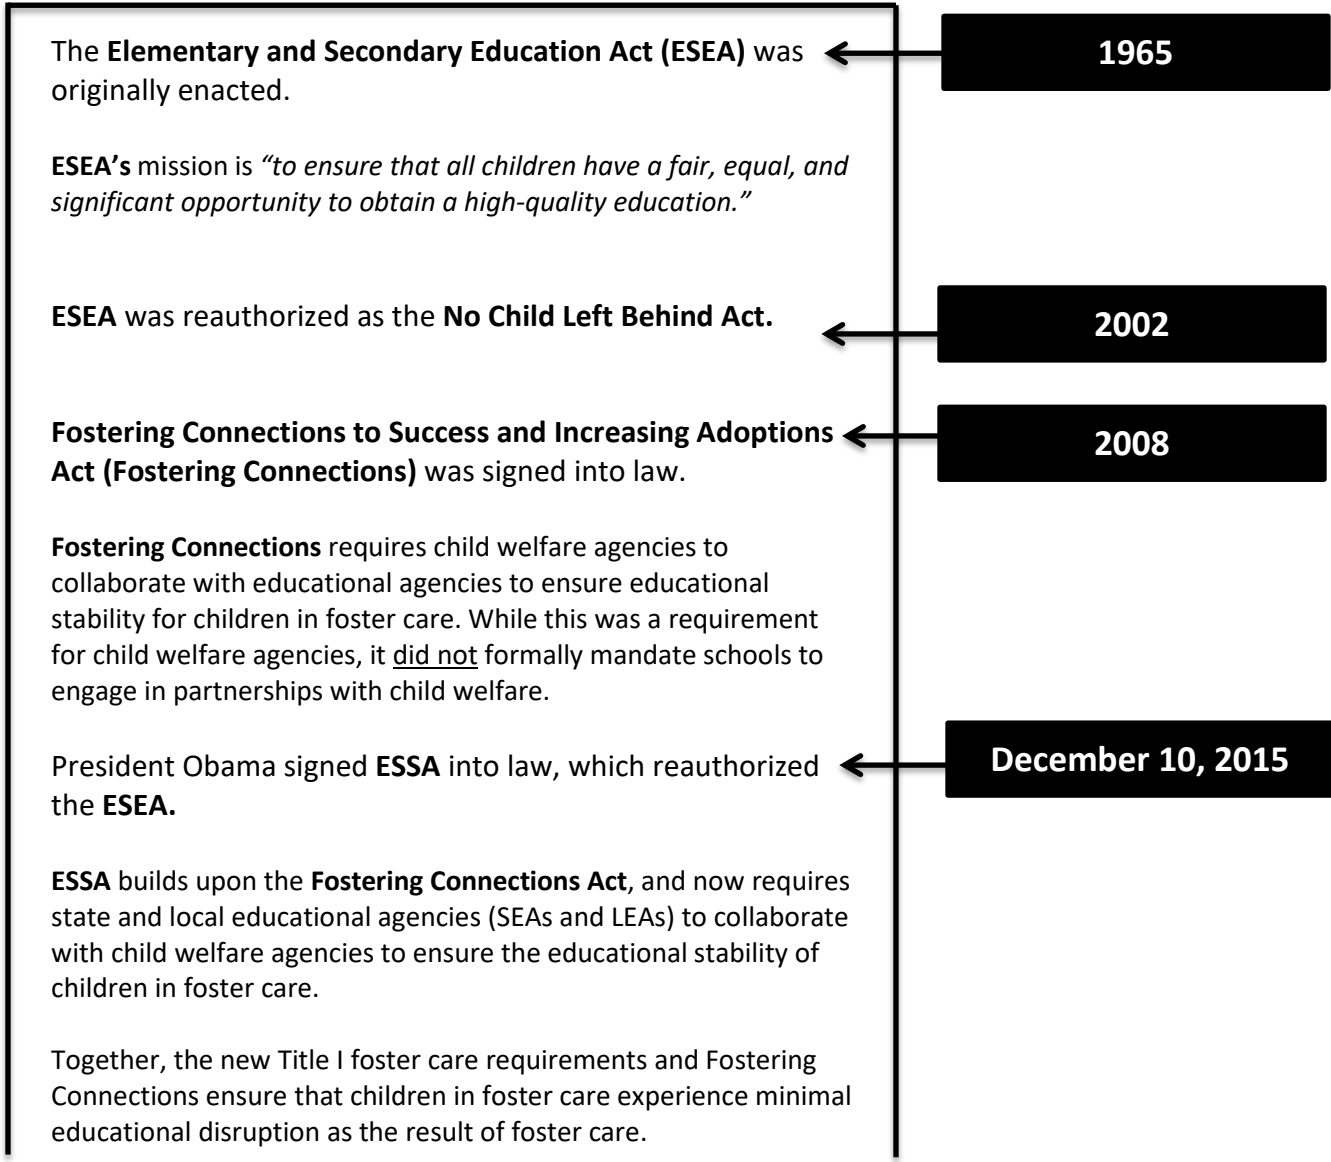 The Elementary and Secondary Education Act (ESEA) was
originally enacted.
1965
ESEA’s mission is “to ensure that all children have a fair, equal, and
significant opportunity to obtain a high-quality education.”
ESEA was reauthorized as the No Child Left Behind Act.
2002
Fostering Connections to Success and Increasing Adoptions
Act (Fostering Connections) was signed into law.
2008
Fostering Connections requires child welfare agencies to
collaborate with educational agencies to ensure educational
stability for children in foster care. While this was a requirement
for child welfare agencies, it did not formally mandate schools to
engage in partnerships with child welfare.
President Obama signed ESSA into law, which reauthorized
the ESEA.
December 10, 2015
ESSA builds upon the Fostering Connections Act, and now requires
state and local educational agencies (SEAs and LEAs) to collaborate
with child welfare agencies to ensure the educational stability of
children in foster care.
Together, the new Title I foster care requirements and Fostering
Connections ensure that children in foster care experience minimal
educational disruption as the result of foster care.